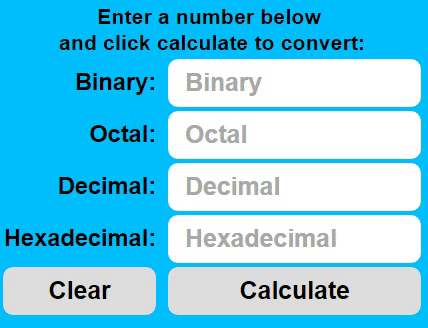 Enter a number below
and click calculate to convert:
Binary: Binary
Octal: Octal
Decimal: Decimal
Hexadecimal: Hexadecimal
Clear Calculate